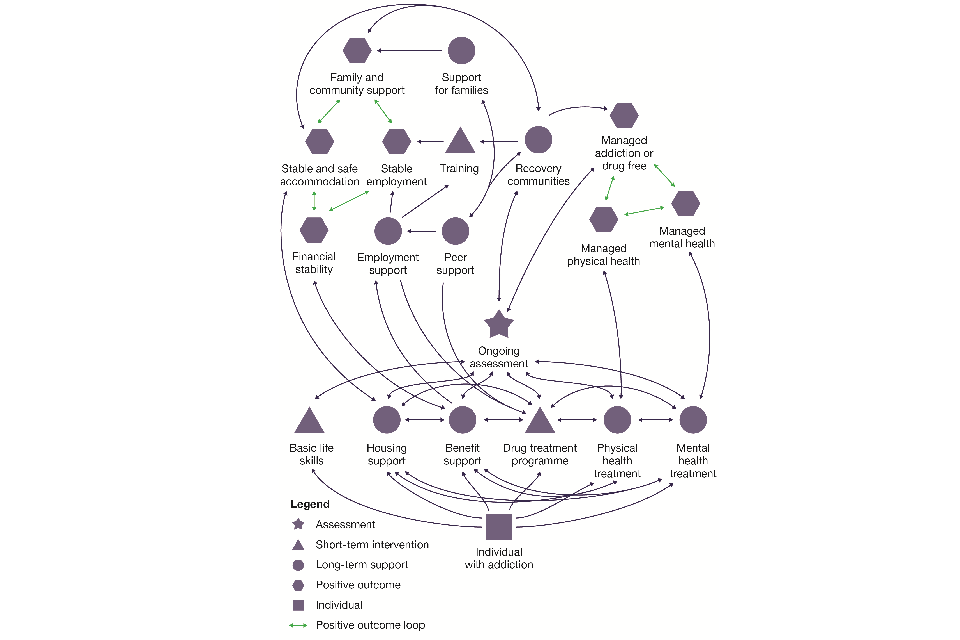 Family and
community support
Support
for families
Stable and safe
accommodation
Stable
employment
Training
Recovery
communities
Managed
addiction or
drug free
Managed
physical health
Managed
mental health
Financial
stability
Employment
support
Peer
support
Ongoing
assessment
Basic life
skills
Housing
support
Benefit
support
Drug treatment
programme
Physical
health
treatment
Mental
health
treatment
Individual
with addiction
Legend
Assessment
Short-term intervention
Long-term support
Positive outcome
Individual
Positive outcome loop